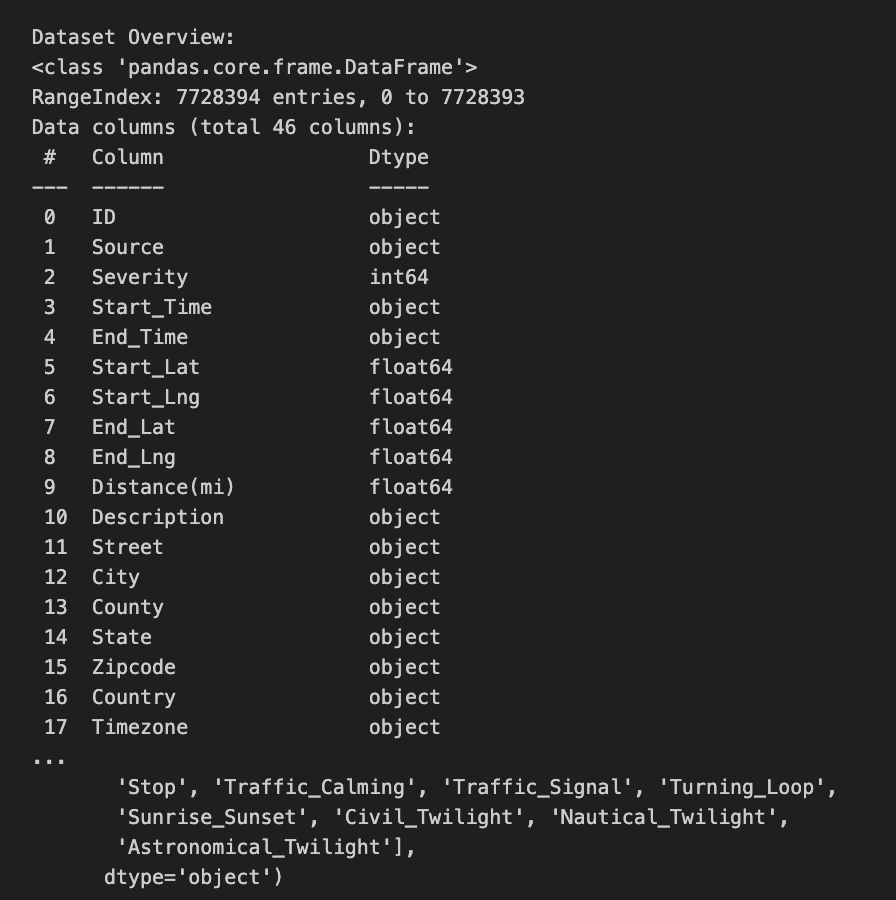 Dataset Overview:
<class 'pandas.core.frame.DataFrame'>
RangeIndex: 7728394 entries, 0 to 7728393
Data columns (total 46 columns):
 #   Column                 Dtype
---  ------                 -----
 0   ID                     object
 1   Source                 object
 2   Severity               int64
 3   Start_Time             object
 4   End_Time               object
 5   Start_Lat              float64
 6   Start_Lng              float64
 7   End_Lat                float64
 8   End_Lng                float64
 9   Distance(mi)           float64
 10  Description            object
 11  Street                 object
 12  City                   object
 13  County                 object
 14  State                  object
 15  Zipcode                object
 16  Country                object
 17  Timezone               object
...
       'Stop', 'Traffic_Calming', 'Traffic_Signal', 'Turning_Loop',
       'Sunrise_Sunset', 'Civil_Twilight', 'Nautical_Twilight',
       'Astronomical_Twilight'],
      dtype='object')